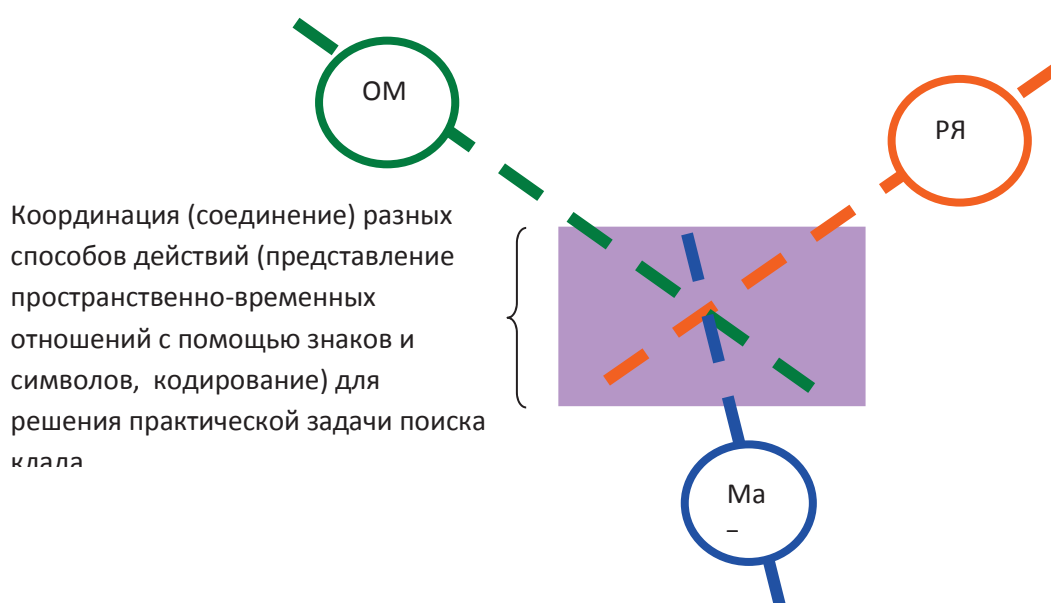 ОМ
РЯ
Координация (соединение) разных
способов действий (представление
пространственно-временных
отношений с помощью знаков и
символов,  кодирование) для
решения практической задачи поиска
клада
Ма